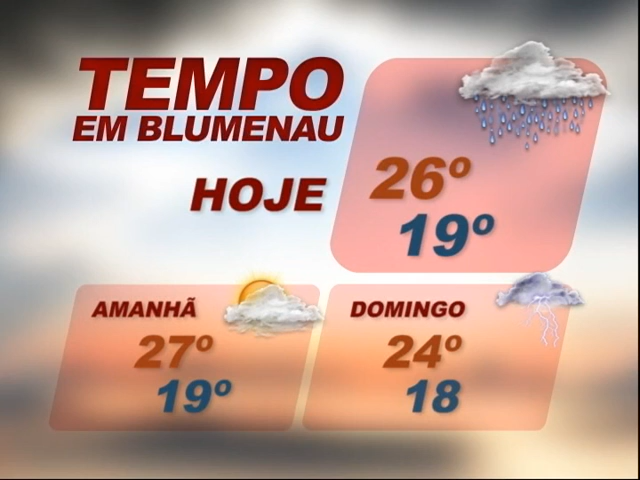 TEMPO
EM BLUMENAU
HOJE
26º
19º
AMANHÃ
27º
19º
DOMINGO
24º
18